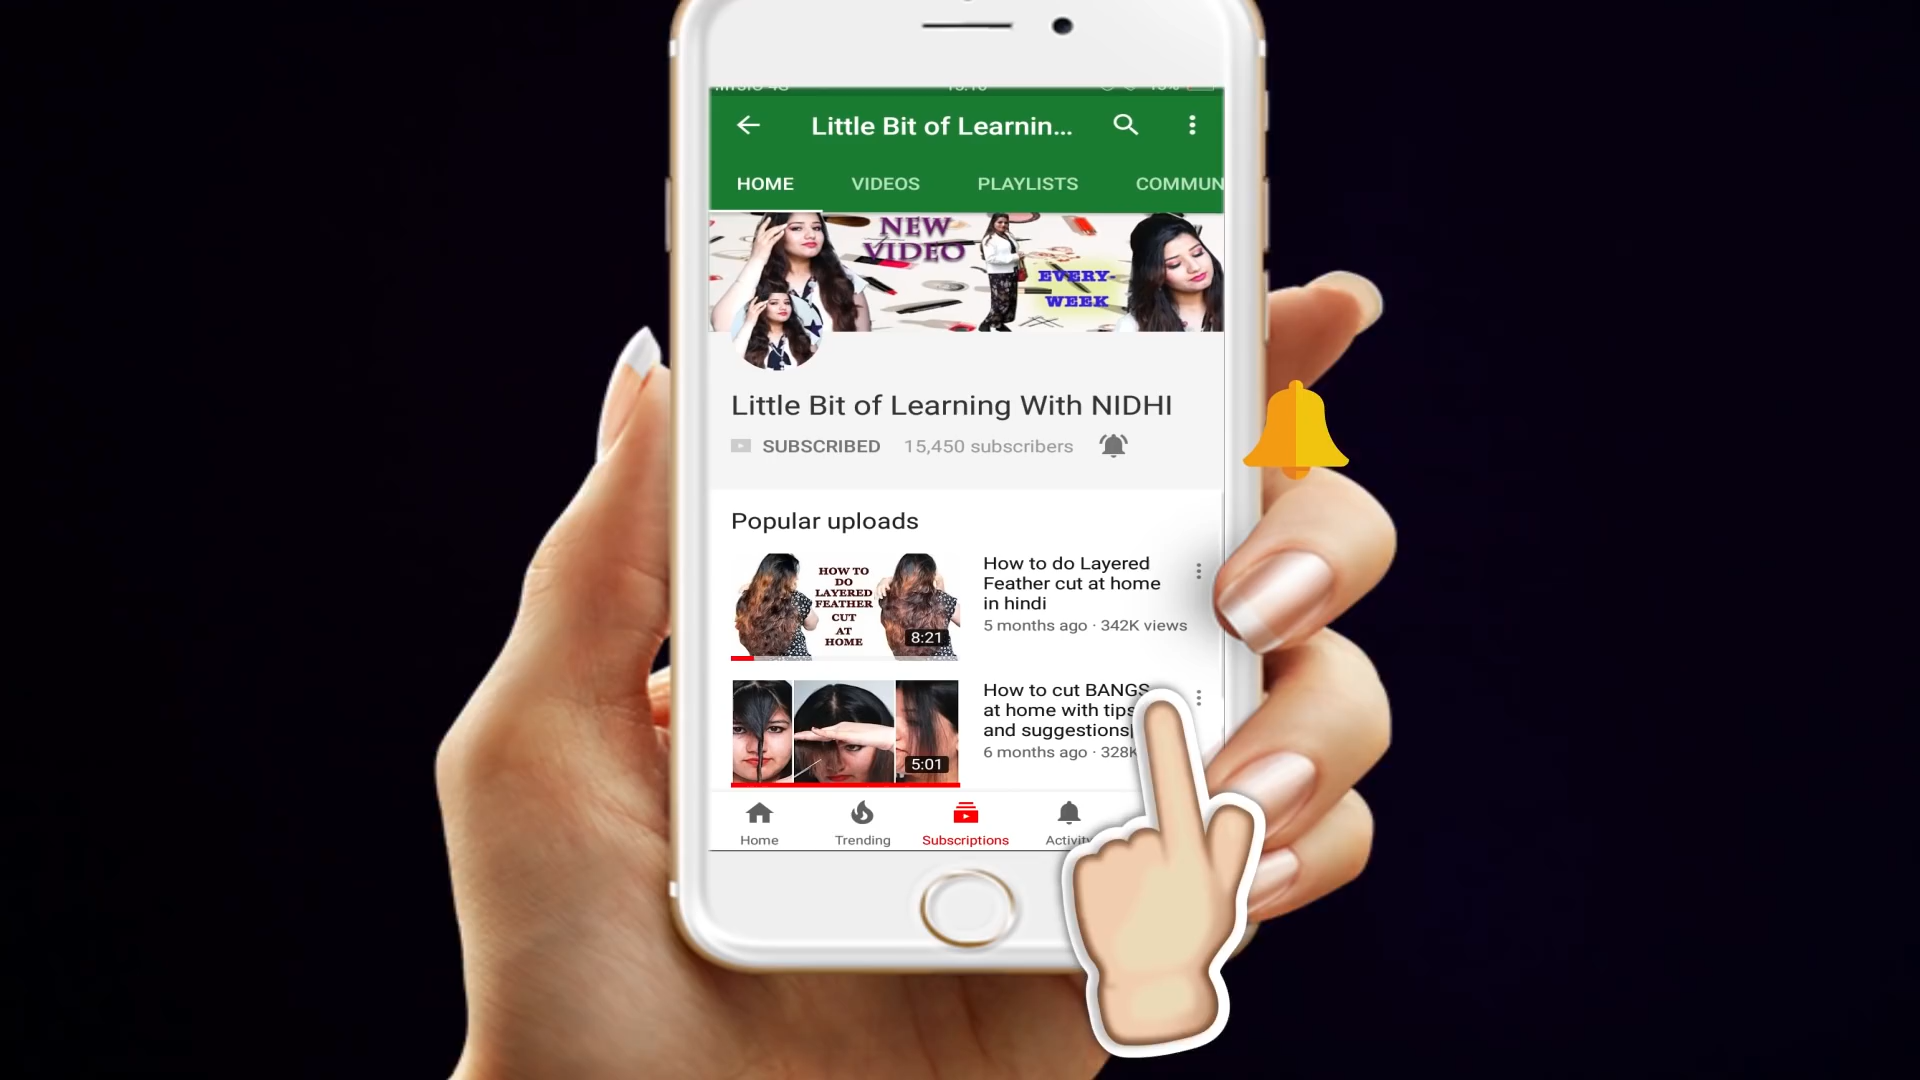 Little Bit of Learnin...
HOME VIDEOS PLAYLISTS COMMUN
NEW
VIDEO
EVERY-
WEEK
Little Bit of Learning With NIDHI
SUBSCRIBED 15,450 subscribers
Popular uploads
HOW TO
DO
LAYERED
FEATHER
CUT
AT
HOME
8:21
How to do Layered
Feather cut at home
in hindi
5 months ago · 342K views
5:01
How to cut BANGS
at home with tips
and suggestions|
6 months ago · 328K
Home Trending Subscriptions Activity